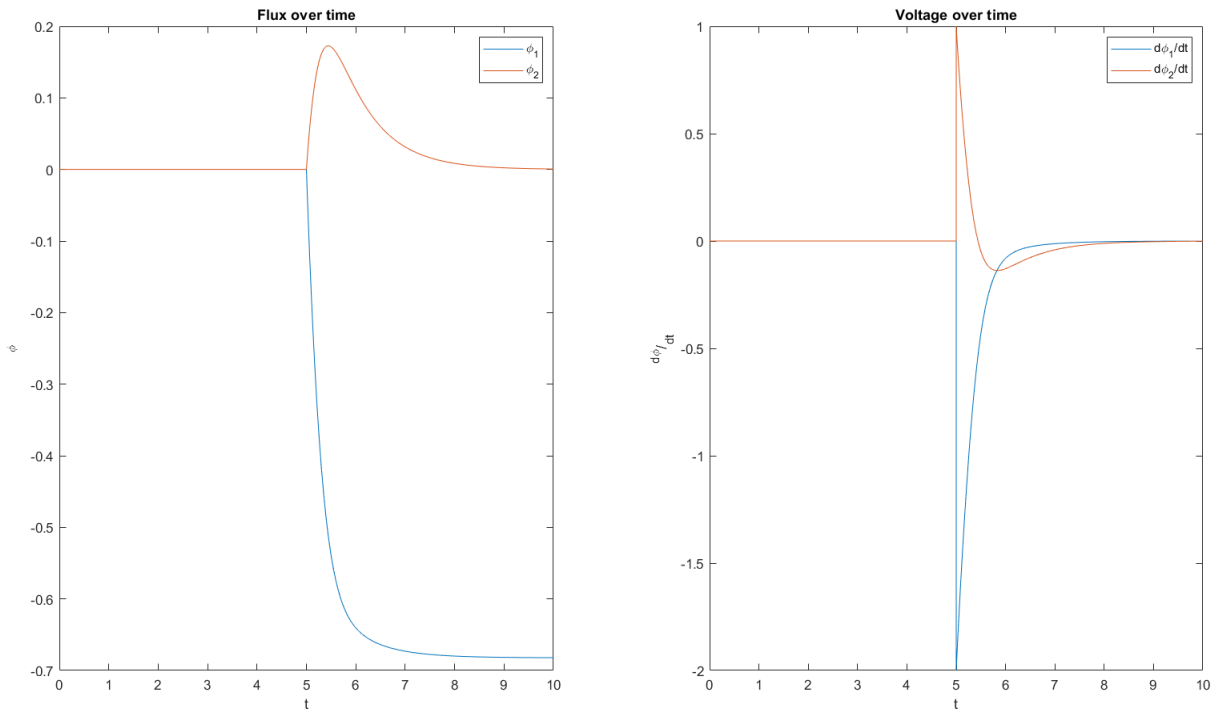 Flux over time
ϕ₁
ϕ₂
0.2
0.1
0
-0.1
-0.2
-0.3
-0.4
-0.5
-0.6
-0.7
0 1 2 3 4 5 6 7 8 9 10
ϕ
t
Voltage over time
dϕ₁/dt
dϕ₂/dt
1
0.5
0
-0.5
-1
-1.5
-2
0 1 2 3 4 5 6 7 8 9 10
dϕ/dt
t